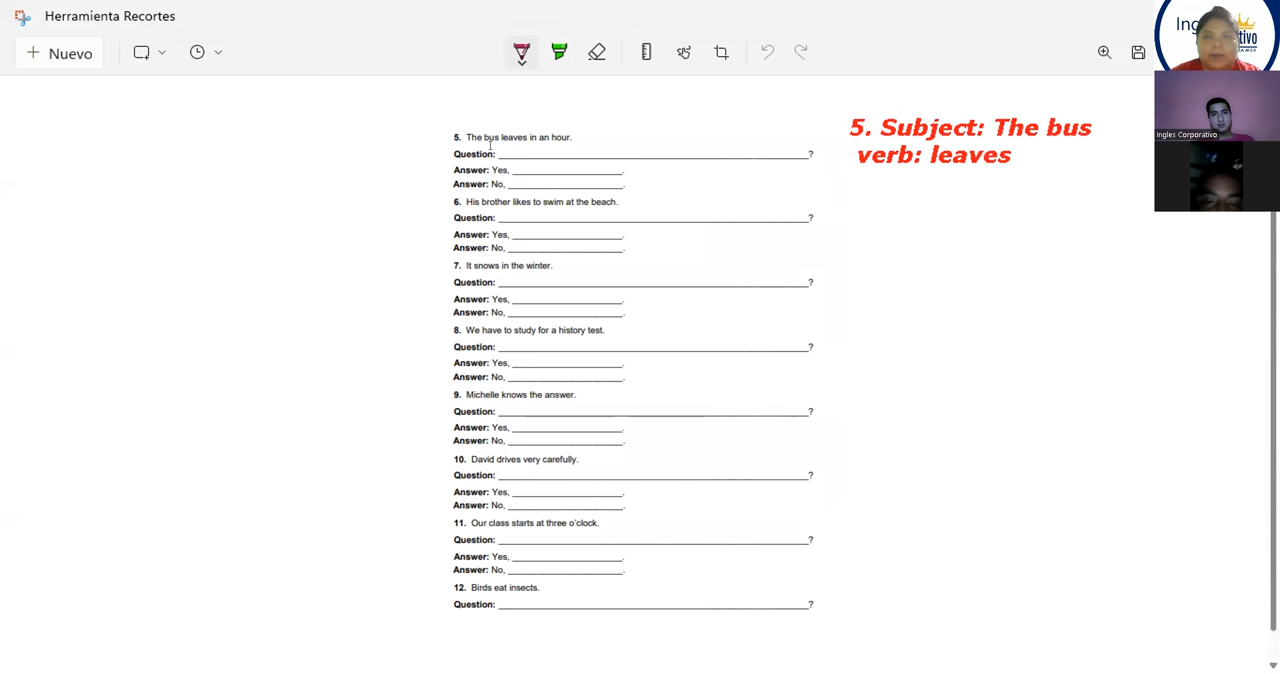 Herramienta Recortes
Nuevo
5. The bus leaves in an hour.
Question: ?
Answer: Yes, .
Answer: No, .
6. His brother likes to swim at the beach.
Question: ?
Answer: Yes, .
Answer: No, .
7. It snows in the winter.
Question: ?
Answer: Yes, .
Answer: No, .
8. We have to study for a history test.
Question: ?
Answer: Yes, .
Answer: No, .
9. Michelle knows the answer.
Question: ?
Answer: Yes, .
Answer: No, .
10. David drives very carefully.
Question: ?
Answer: Yes, .
Answer: No, .
11. Our class starts at three o'clock.
Question: ?
Answer: Yes, .
Answer: No, .
12. Birds eat insects.
Question: ?
5. Subject: The bus
verb: leaves
Ingles Corporativo